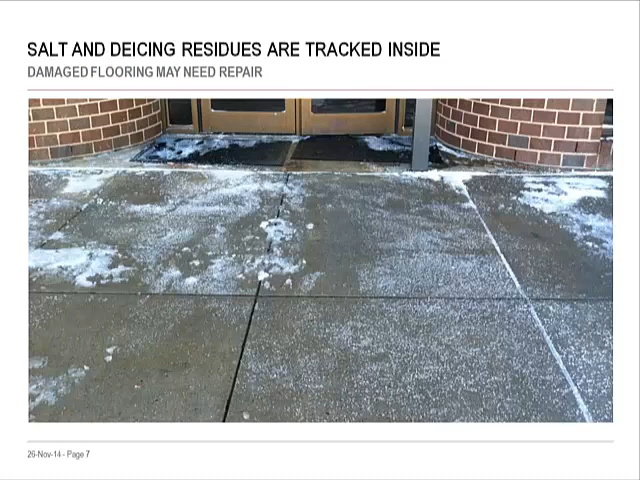 SALT AND DEICING RESIDUES ARE TRACKED INSIDE
DAMAGED FLOORING MAY NEED REPAIR
26-Nov-14 - Page 7